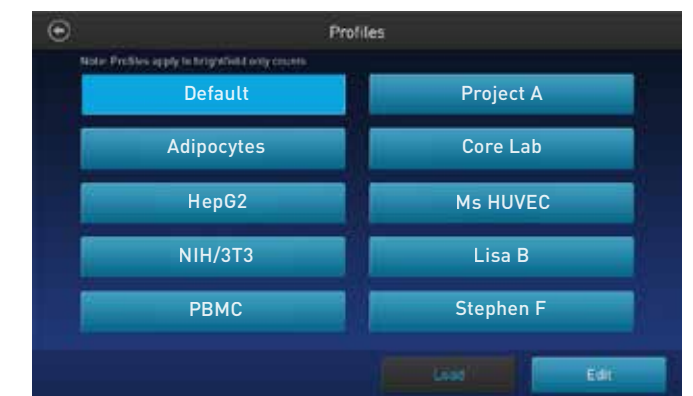 Profiles
Note: Profiles apply to brightfield only counts
Default
Project A
Adipocytes
Core Lab
HepG2
Ms HUVEC
NIH/3T3
Lisa B
PBMC
Stephen F
Load
Edit